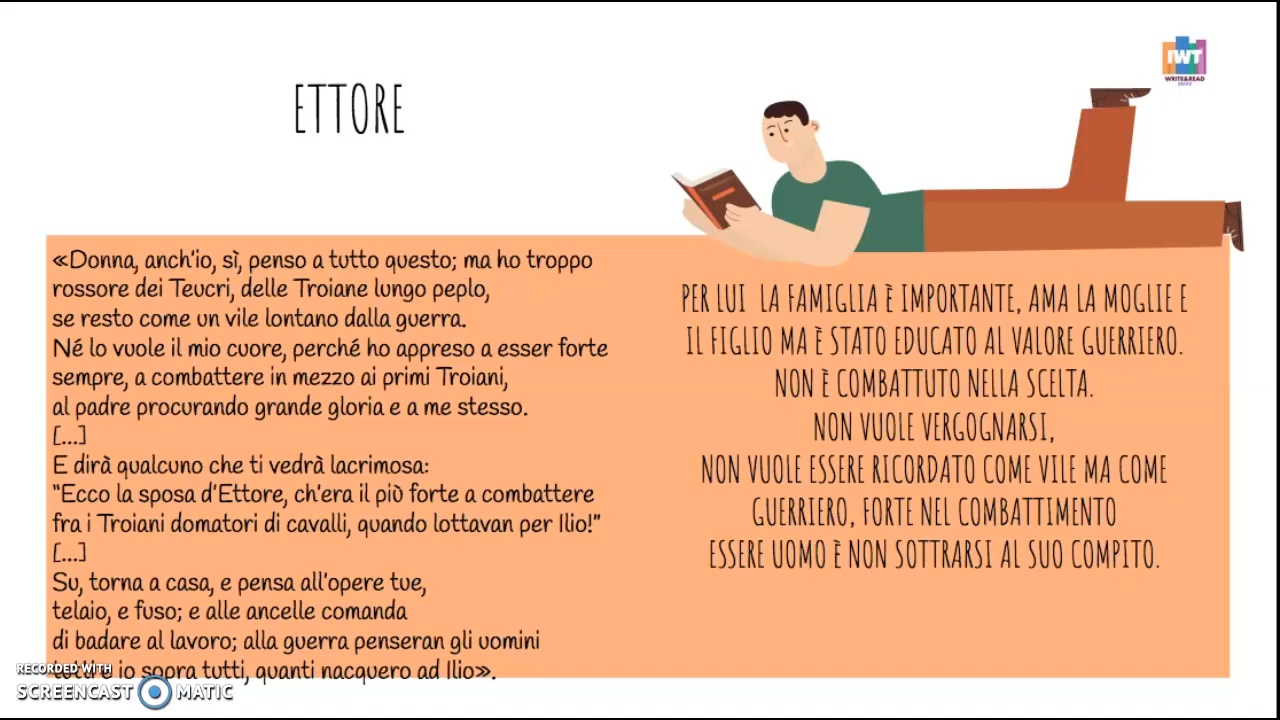 IWT
WRITE&READ
ETTORE
«Donna, anch'io, sì, penso a tutto questo; ma ho troppo
rossore dei Teucri, delle Troiane lungo peplo,
se resto come un vile lontano dalla guerra.
Né lo vuole il mio cuore, perché ho appreso a esser forte
sempre, a combattere in mezzo ai primi Troiani,
al padre procurando grande gloria e a me stesso.
[...]
E dirà qualcuno che ti vedrà lacrimosa:
"Ecco la sposa d'Ettore, ch'era il più forte a combattere
fra i Troiani domatori di cavalli, quando lottavan per Ilio!"
[...]
Su, torna a casa, e pensa all'opere tue,
telaio, e fuso; e alle ancelle comanda
di badare al lavoro; alla guerra penseran gli uomini
tutti e io sopra tutti, quanti nacquero ad Ilio».
PER LUI LA FAMIGLIA È IMPORTANTE, AMA LA MOGLIE E
IL FIGLIO MA È STATO EDUCATO AL VALORE GUERRIERO.
NON È COMBATTUTO NELLA SCELTA.
NON VUOLE VERGOGNARSI,
NON VUOLE ESSERE RICORDATO COME VILE MA COME
GUERRIERO, FORTE NEL COMBATTIMENTO
ESSERE UOMO È NON SOTTRARSI AL SUO COMPITO.
RECORDED WITH
SCREENCAST MATIC